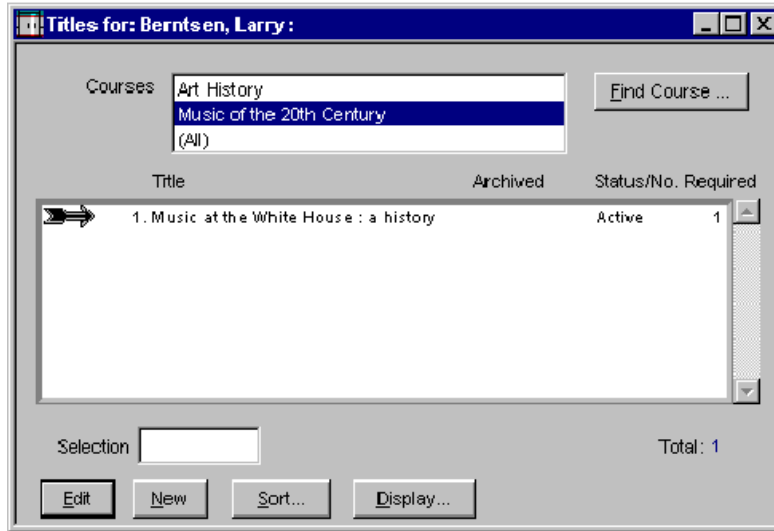 Titles for: Berntsen, Larry :
Courses
Art History
Music of the 20th Century
(All)
Find Course ...
Title Archived Status/No. Required
1. Music at the White House : a history Active 1
Selection
Total: 1
Edit New Sort... Display...